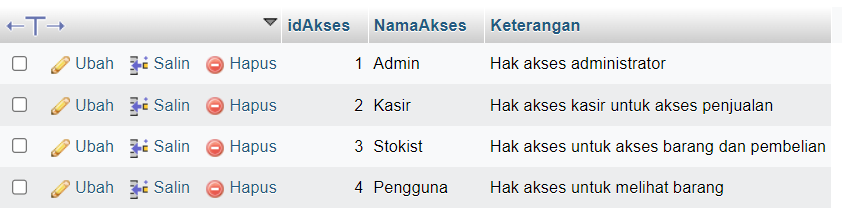 idAkses NamaAkses Keterangan
Ubah Salin Hapus 1 Admin Hak akses administrator
Ubah Salin Hapus 2 Kasir Hak akses kasir untuk akses penjualan
Ubah Salin Hapus 3 Stokist Hak akses untuk akses barang dan pembelian
Ubah Salin Hapus 4 Pengguna Hak akses untuk melihat barang